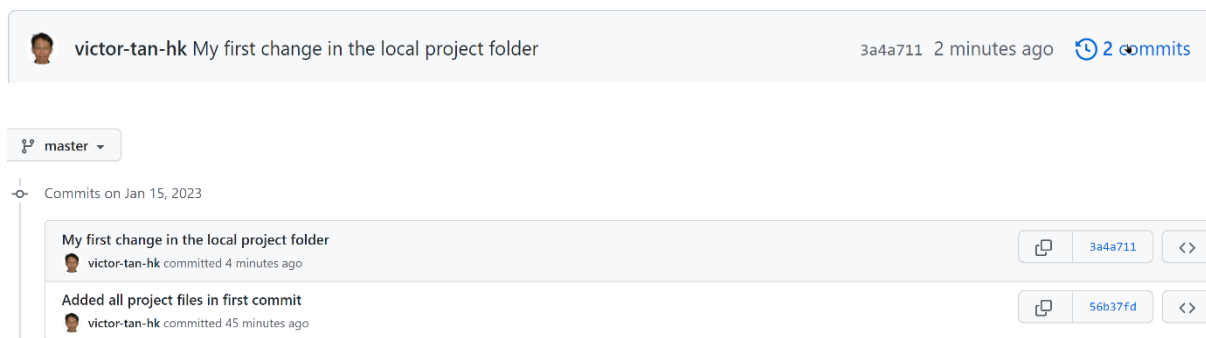 victor-tan-hk My first change in the local project folder 3a4a711 2 minutes ago 2 commits
master
Commits on Jan 15, 2023
My first change in the local project folder
victor-tan-hk committed 4 minutes ago
3a4a711
Added all project files in first commit
victor-tan-hk committed 45 minutes ago
56b37fd